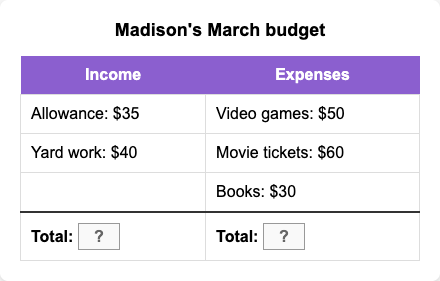 Madison's March budget
Income Expenses
Allowance: $35 Video games: $50
Yard work: $40 Movie tickets: $60
Books: $30
Total: ? Total: ?